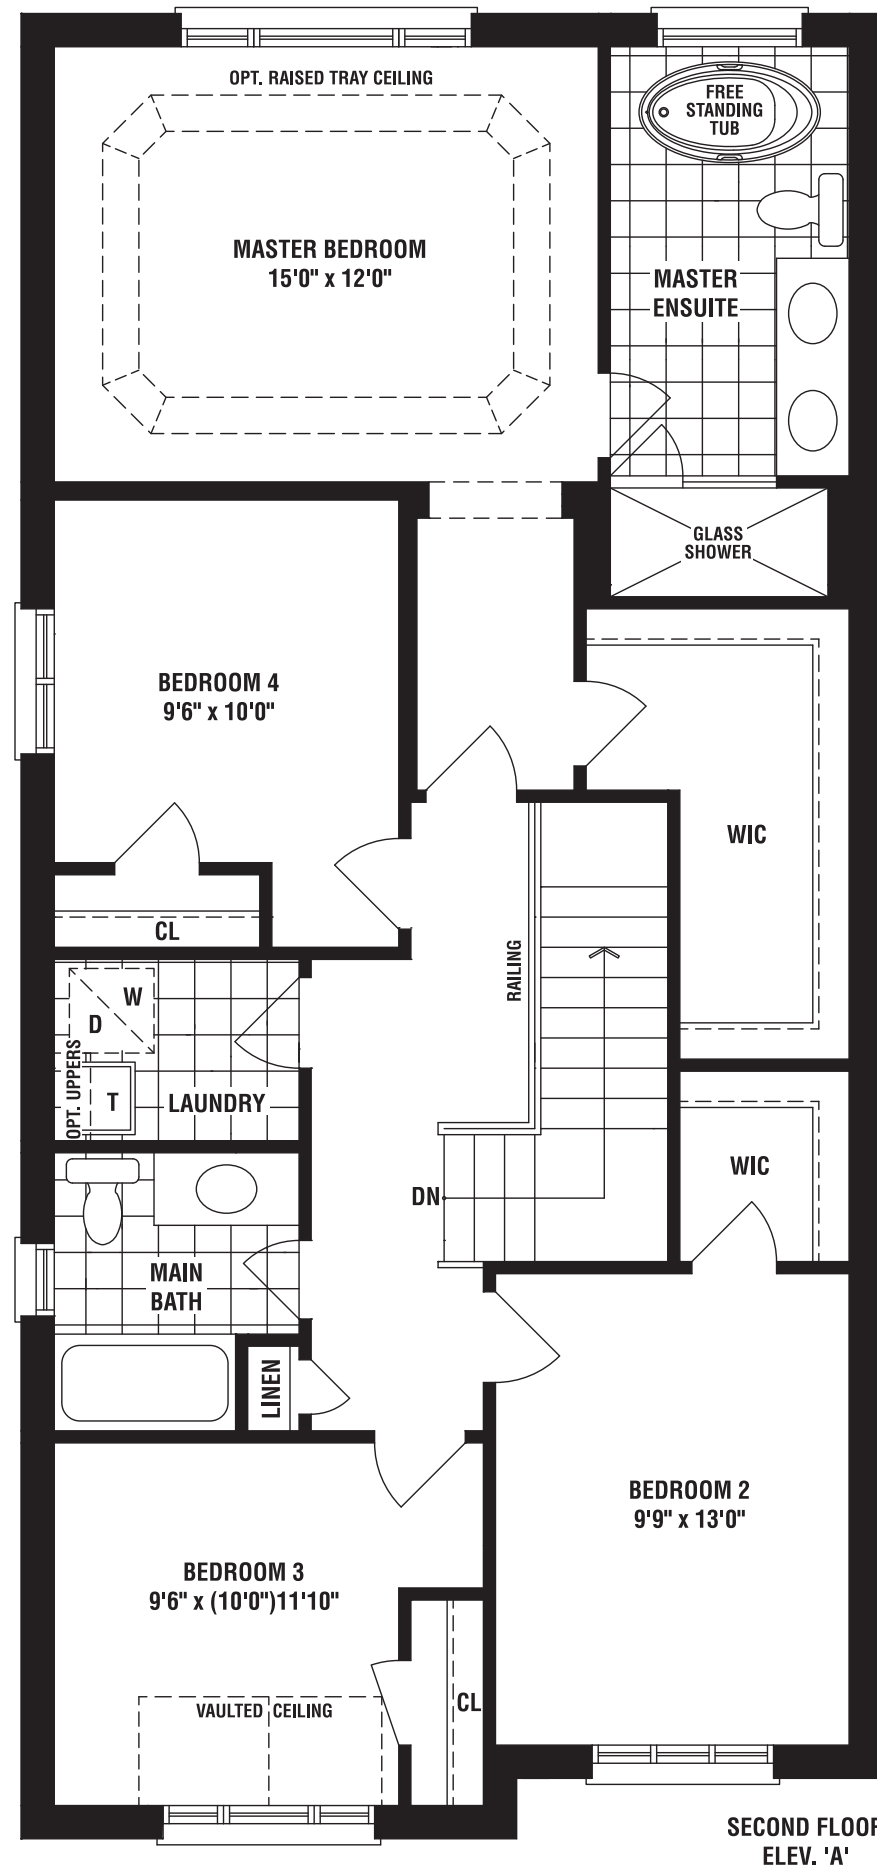 OPT. RAISED TRAY CEILING
FREE
STANDING
TUB
MASTER BEDROOM
15'0" x 12'0"
MASTER
ENSUITE
GLASS
SHOWER
BEDROOM 4
9'6" x 10'0"
WIC
CL
RAILING
W
D
OPT. UPPERS
T
LAUNDRY
WIC
DN
MAIN
BATH
LINEN
BEDROOM 2
9'9" x 13'0"
BEDROOM 3
9'6" x (10'0")11'10"
CL
VAULTED CEILING
SECOND FLOOR
ELEV. 'A'